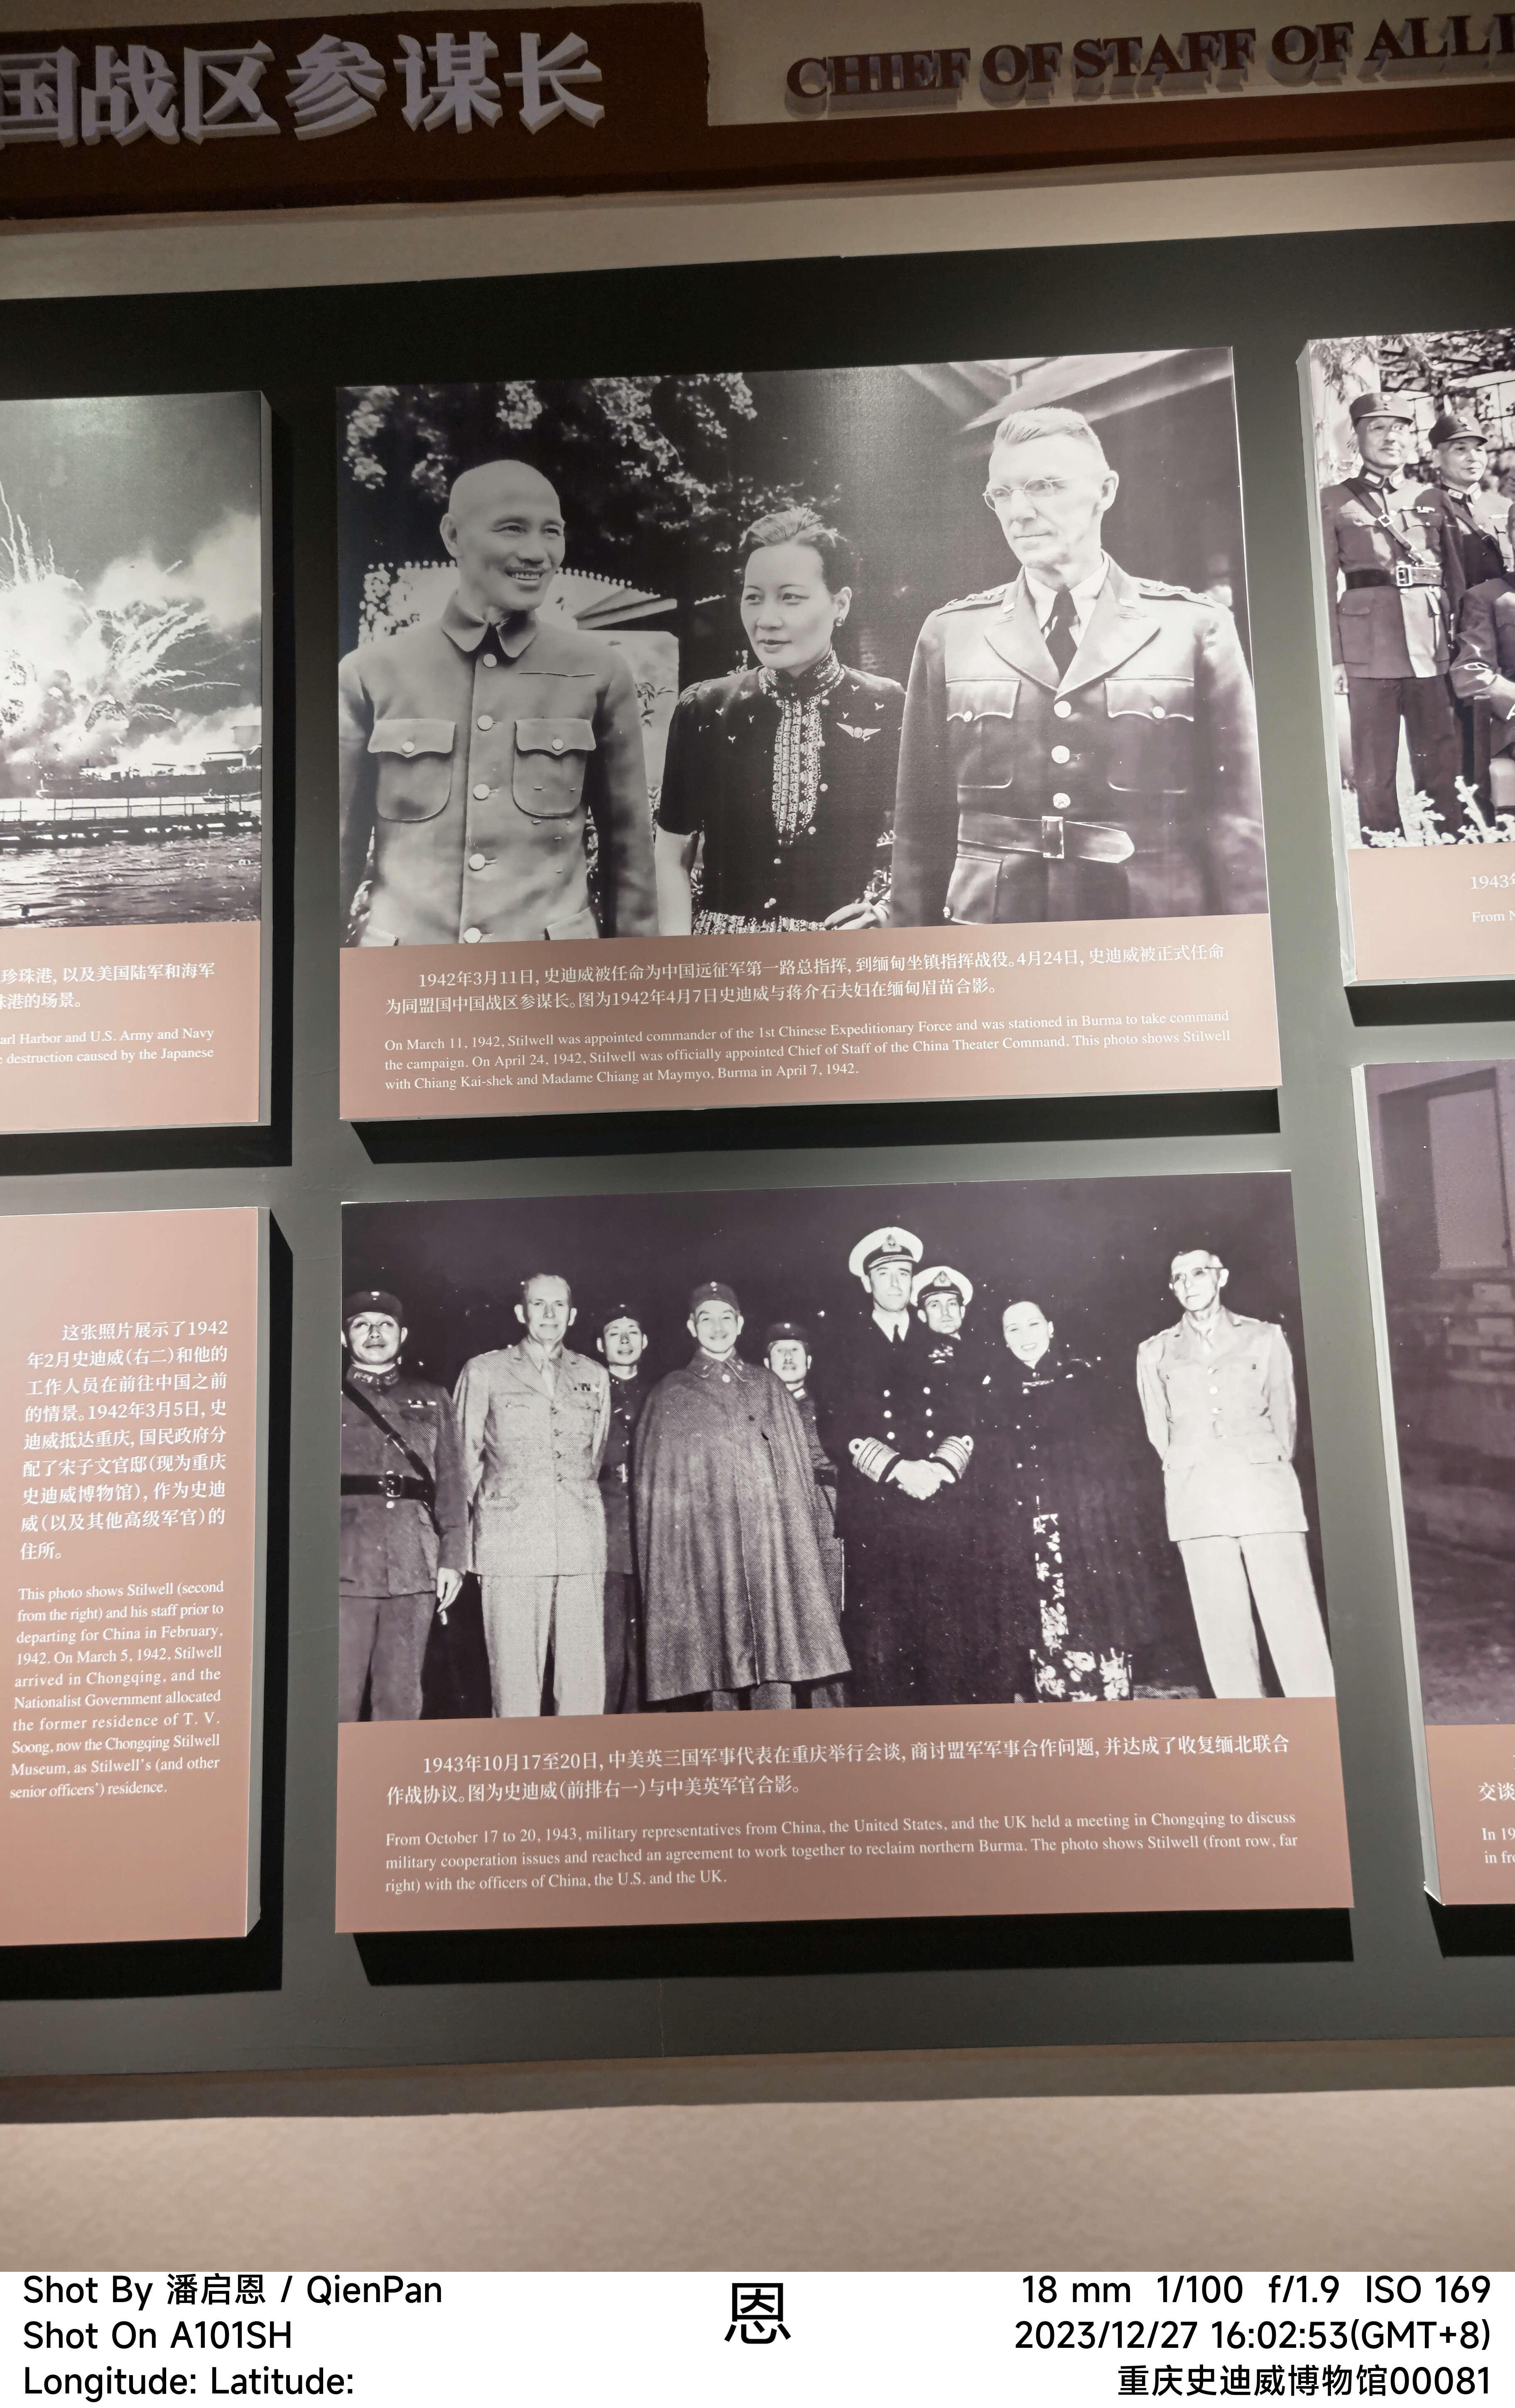 国战区参谋长
CHIEF OF STAFF OF
珍珠港，以及美国陆军和海军
珠港的场景。
Harbor and U.S. Army and Navy
destruction caused by the Japanese
1942年3月11日，史迪威被任命为中国远征军第一路总指挥，到缅甸坐镇指挥战役。4月24日，史迪威被正式任命
为同盟国中国战区参谋长。图为1942年4月7日史迪威与蒋介石夫妇在缅甸眉苗合影。
On March 11, 1942, Stilwell was appointed commander of the 1st Chinese Expeditionary Force and was stationed in Burma to take command
the campaign. On April 24, 1942, Stilwell was officially appointed Chief of Staff of the China Theater Command. This photo shows Stilwell
with Chiang Kai-shek and Madame Chiang at Maymyo, Burma in April 7, 1942.
1943
From
这张照片展示了1942
年2月史迪威（右二）和他的
工作人员在前往中国之前
的情景。1942年3月5日，史
迪威抵达重庆，国民政府分
配了宋子文官邸（现为重庆
史迪威博物馆），作为史迪
威（以及其他高级军官）的
住所。
This photo shows Stilwell (second
from the right) and his staff prior to
departing for China in February,
1942. On March 5, 1942, Stilwell
arrived in Chongqing, and the
Nationalist Government allocated
the former residence of T. V.
Soong, now the Chongqing Stilwell
Museum, as Stilwell's (and other
senior officers') residence.
1943年10月17至20日，中美英三国军事代表在重庆举行会谈，商讨盟军军事合作问题，并达成了收复缅北联合
作战协议。图为史迪威（前排右一）与中美英军官合影。
From October 17 to 20, 1943, military representatives from China, the United States, and the UK held a meeting in Chongqing to discuss
military cooperation issues and reached an agreement to work together to reclaim northern Burma. The photo shows Stilwell (front row, far
right) with the officers of China, the U.S. and the UK.
交谈
In 19
in
Shot By 潘启恩 / QienPan
Shot On A101SH
Longitude: Latitude:
恩
18 mm 1/100 f/1.9 ISO 169
2023/12/27 16:02:53(GMT+8)
重庆史迪威博物馆00081